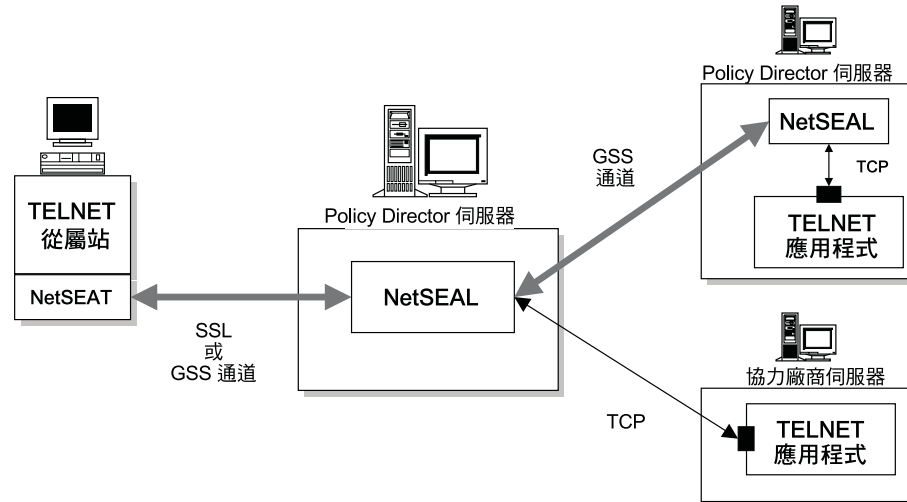 TELNET
從屬站
NetSEAT
SSL
或
GSS 通道
Policy Director 伺服器
NetSEAL
GSS
通道
TCP
Policy Director 伺服器
NetSEAL
TCP
TELNET
應用程式
協力廠商伺服器
TELNET
應用程式